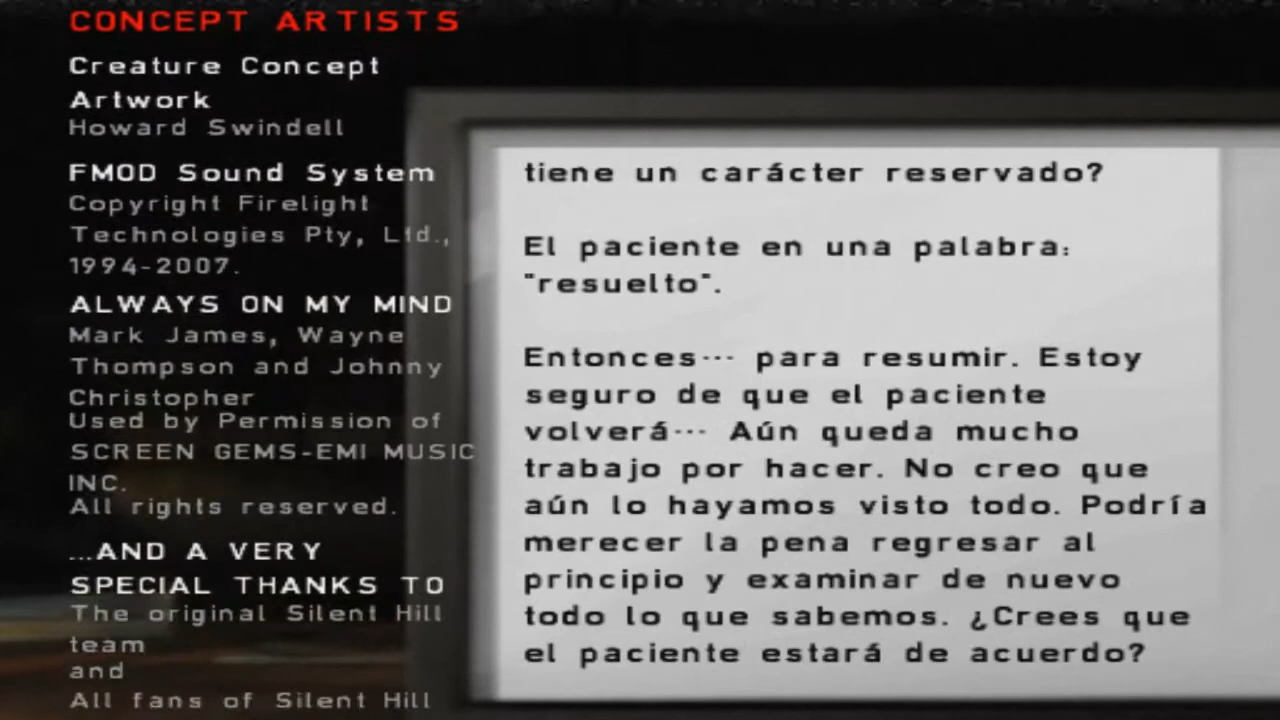 CONCEPT ARTISTS
Creature Concept
Artwork
Howard Swindell
FMOD Sound System
Copyright Firelight
Technologies Pty, Ltd.,
1994-2007.
ALWAYS ON MY MIND
Mark James, Wayne
Thompson and Johnny
Christopher
Used by Permission of
SCREEN GEMS-EMI MUSIC
INC.
All rights reserved.
...AND A VERY
SPECIAL THANKS TO
The original Silent Hill
team
and
All fans of Silent Hill
tiene un carácter reservado?
El paciente en una palabra:
"resuelto".
Entonces... para resumir. Estoy
seguro de que el paciente
volverá... Aún queda mucho
trabajo por hacer. No creo que
aún lo hayamos visto todo. Podría
merecer la pena regresar al
principio y examinar de nuevo
todo lo que sabemos. ¿Crees que
el paciente estará de acuerdo?